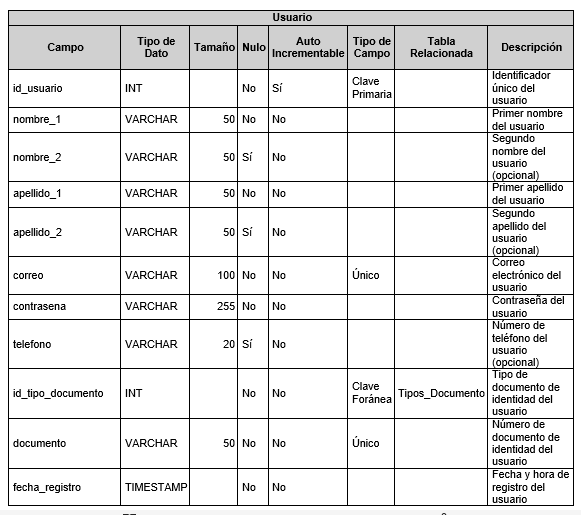 Usuario
Campo Tipo de Dato Tamaño Nulo Auto Incrementable Tipo de Campo Tabla Relacionada Descripción
id_usuario INT No Sí Clave Primaria Identificador único del usuario
nombre_1 VARCHAR 50 No No Primer nombre del usuario
nombre_2 VARCHAR 50 Sí No Segundo nombre del usuario (opcional)
apellido_1 VARCHAR 50 No No Primer apellido del usuario
apellido_2 VARCHAR 50 Sí No Segundo apellido del usuario (opcional)
correo VARCHAR 100 No No Único Correo electrónico del usuario
contrasena VARCHAR 255 No No Contraseña del usuario
telefono VARCHAR 20 Sí No Número de teléfono del usuario (opcional)
id_tipo_documento INT No No Clave Foránea Tipos_Documento Tipo de documento de identidad del usuario
documento VARCHAR 50 No No Único Número de documento de identidad del usuario
fecha_registro TIMESTAMP No No Fecha y hora de registro del usuario